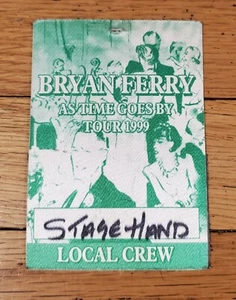 BRYAN FERRY
AS TIME GOES BY
TOUR 1999
STAGEHAND
LOCAL CREW